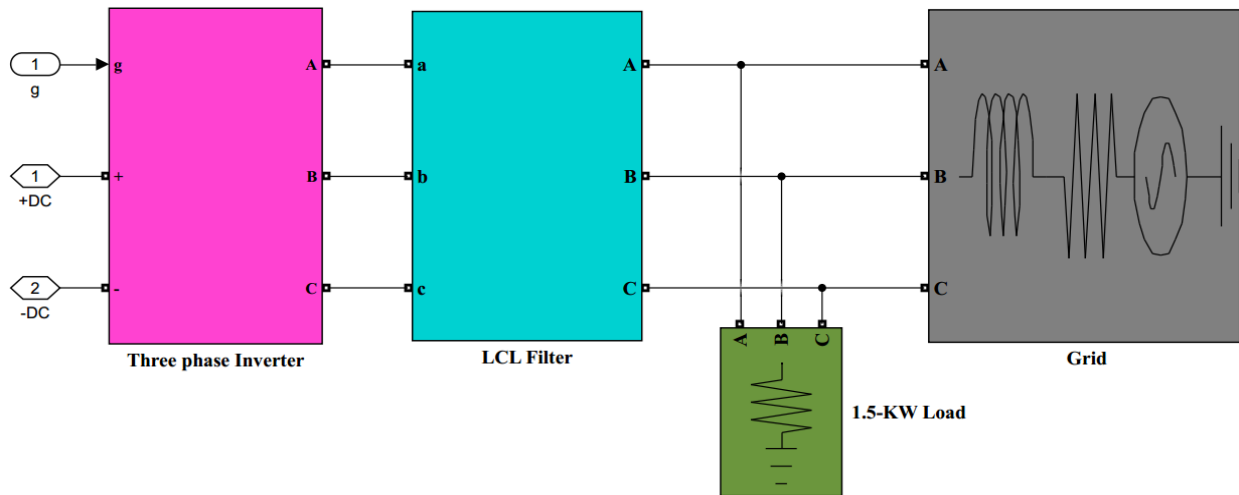 1
g
1
+DC
2
-DC
g
+
-
A
B
C
Three phase Inverter
a
b
c
A
B
C
LCL Filter
A
B
C
1.5-KW Load
A
B
C
Grid